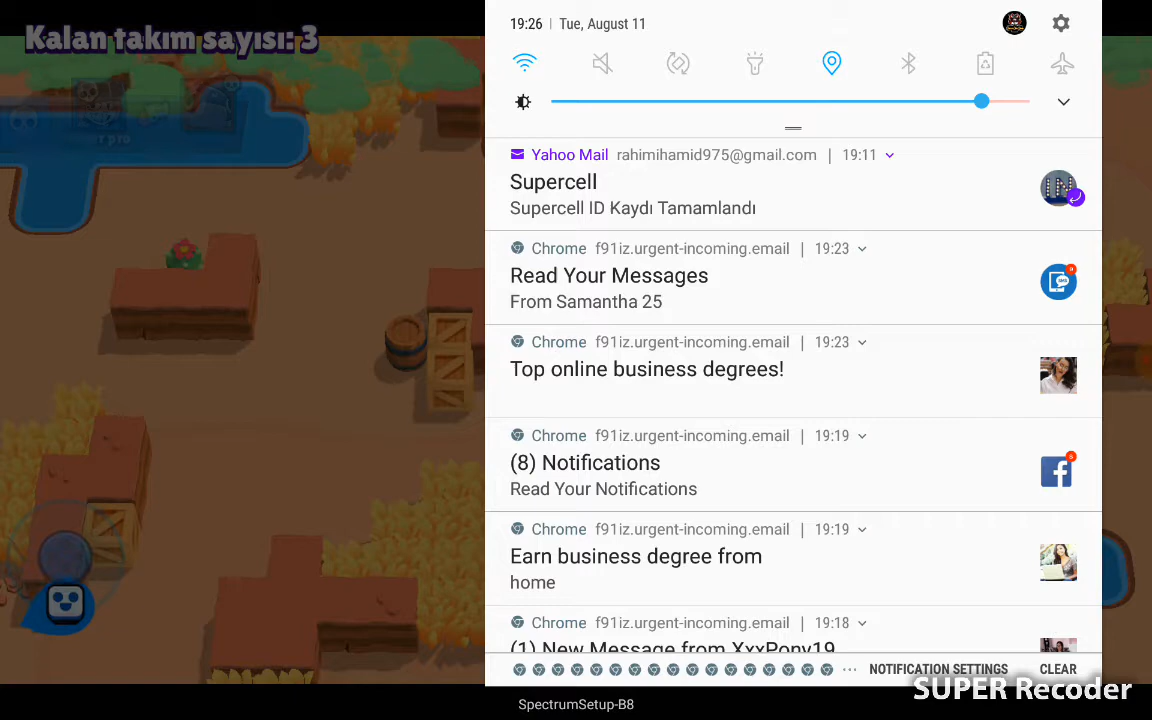 Kalan takım sayısı: 3
r pro
19:26 | Tue, August 11
Yahoo Mail rahimihamid975@gmail.com | 19:11
Supercell
Supercell ID Kaydı Tamamlandı
Chrome f91iz.urgent-incoming.email | 19:23
Read Your Messages
From Samantha 25
Chrome f91iz.urgent-incoming.email | 19:23
Top online business degrees!
Chrome f91iz.urgent-incoming.email | 19:19
(8) Notifications
Read Your Notifications
Chrome f91iz.urgent-incoming.email | 19:19
Earn business degree from
home
Chrome f91iz.urgent-incoming.email | 19:18
(1) New Message from XxxPony19
NOTIFICATION SETTINGS CLEAR
SUPER Recorder
SpectrumSetup-B8